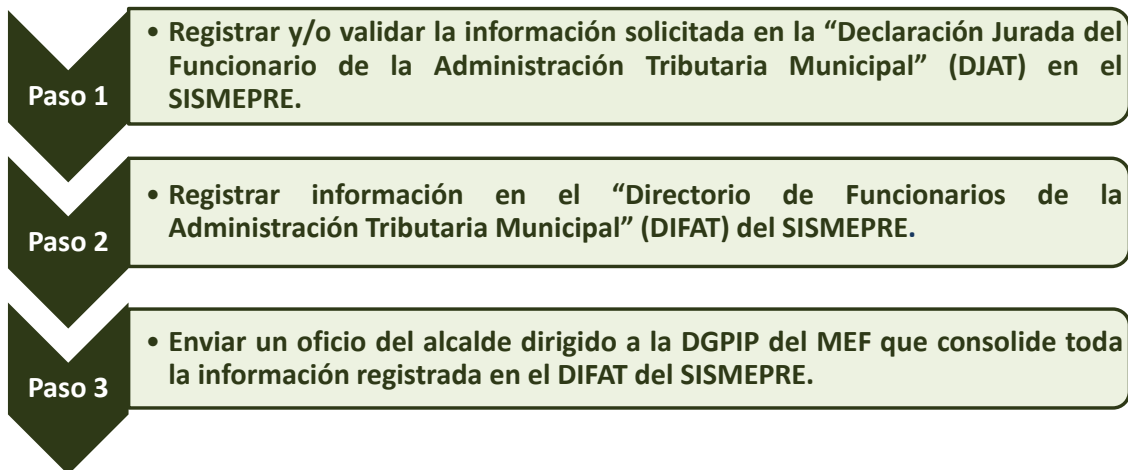 Paso 1
• Registrar y/o validar la información solicitada en la “Declaración Jurada del
Funcionario de la Administración Tributaria Municipal” (DJAT) en el
SISMEPRE.
Paso 2
• Registrar información en el “Directorio de Funcionarios de la
Administración Tributaria Municipal” (DIFAT) del SISMEPRE.
Paso 3
• Enviar un oficio del alcalde dirigido a la DGPIP del MEF que consolide toda
la información registrada en el DIFAT del SISMEPRE.